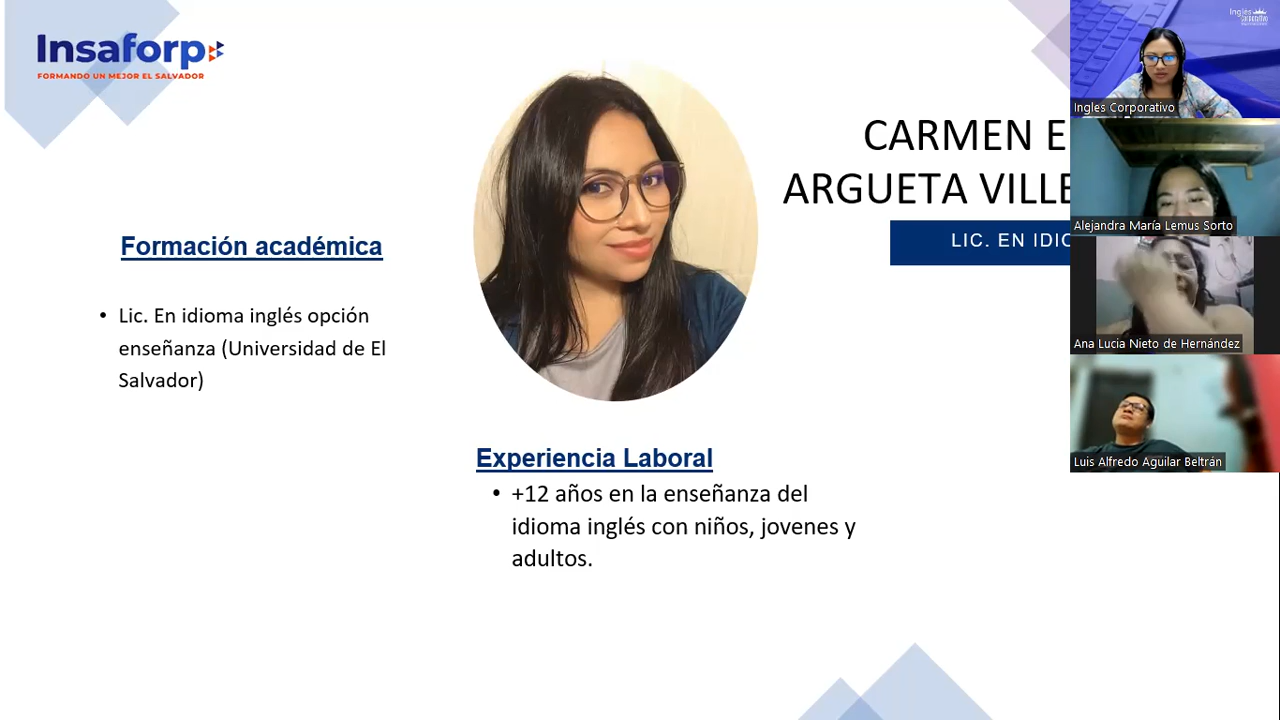 Insaforp
FORMANDO UN MEJOR EL SALVADOR
CARMEN E
ARGUETA VILLE
LIC. EN IDIO
Formación académica
• Lic. En idioma inglés opción
enseñanza (Universidad de El
Salvador)
Experiencia Laboral
• +12 años en la enseñanza del
idioma inglés con niños, jovenes y
adultos.
Ingles
Corporativo
Ingles Corporativo
Alejandra María Lemus Sorto
Ana Lucia Nieto de Hernández
Luis Alfredo Aguilar Beltrán